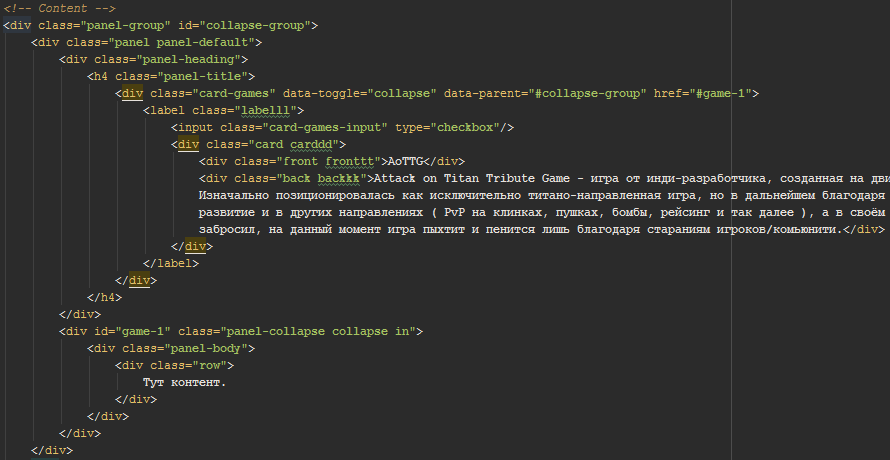 <!-- Content -->
<div class="panel-group" id="collapse-group">
<div class="panel panel-default">
<div class="panel-heading">
<h4 class="panel-title">
<div class="card-games" data-toggle="collapse" data-parent="#collapse-group" href="#game-1">
<label class="labelll">
<input class="card-games-input" type="checkbox"/>
<div class="card carddd">
<div class="front fronttt">AoTTG</div>
<div class="back backkk">Attack on Titan Tribute Game - игра от инди-разработчика, созданная на
Изначально позиционировалась как исключительно титано-направленная игра, но в дальнейшем благодаря
развитие и в других направлениях ( PvP на клинках, пушках, бомбы, рейсинг и так далее ), а в своём
забросил, на данный момент игра пыхтит и пенится лишь благодаря стараниям игроков/комьюнити.</div>
</div>
</label>
</div>
</h4>
</div>
<div id="game-1" class="panel-collapse collapse in">
<div class="panel-body">
<div class="row">
Тут контент.
</div>
</div>
</div>
</div>